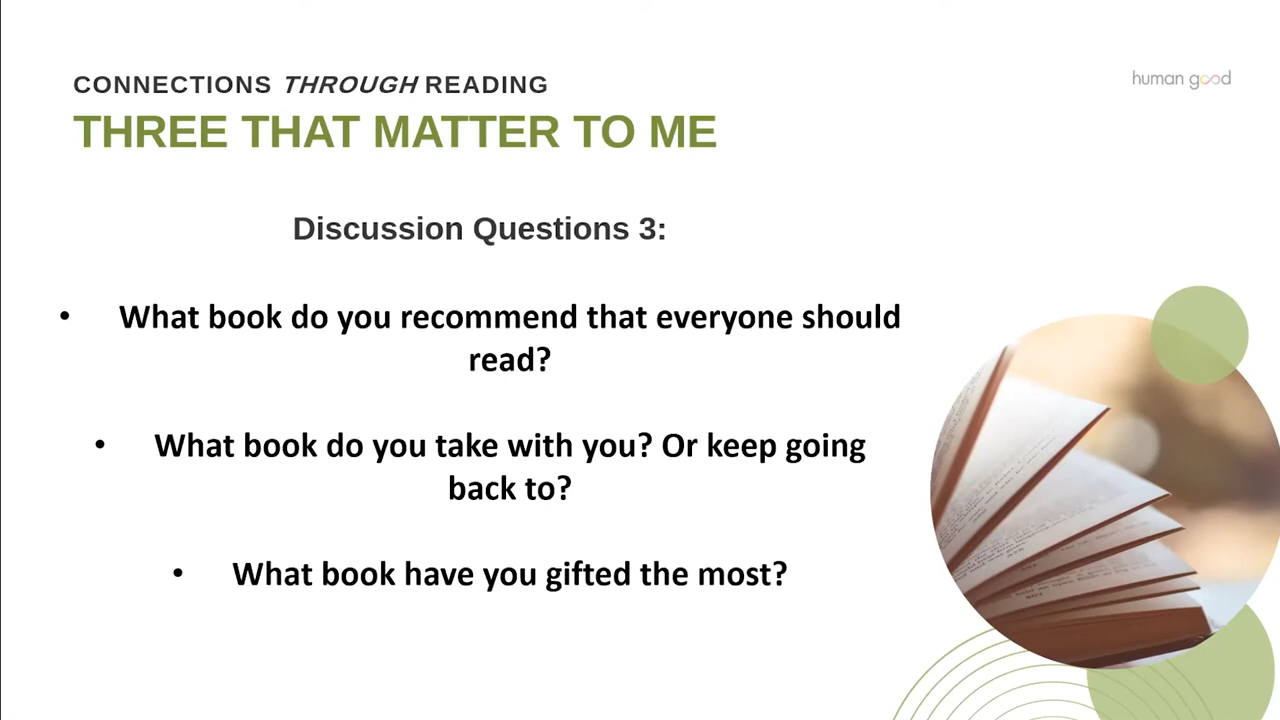 CONNECTIONS THROUGH READING
human good
THREE THAT MATTER TO ME
Discussion Questions 3:
• What book do you recommend that everyone should
read?
• What book do you take with you? Or keep going
back to?
• What book have you gifted the most?